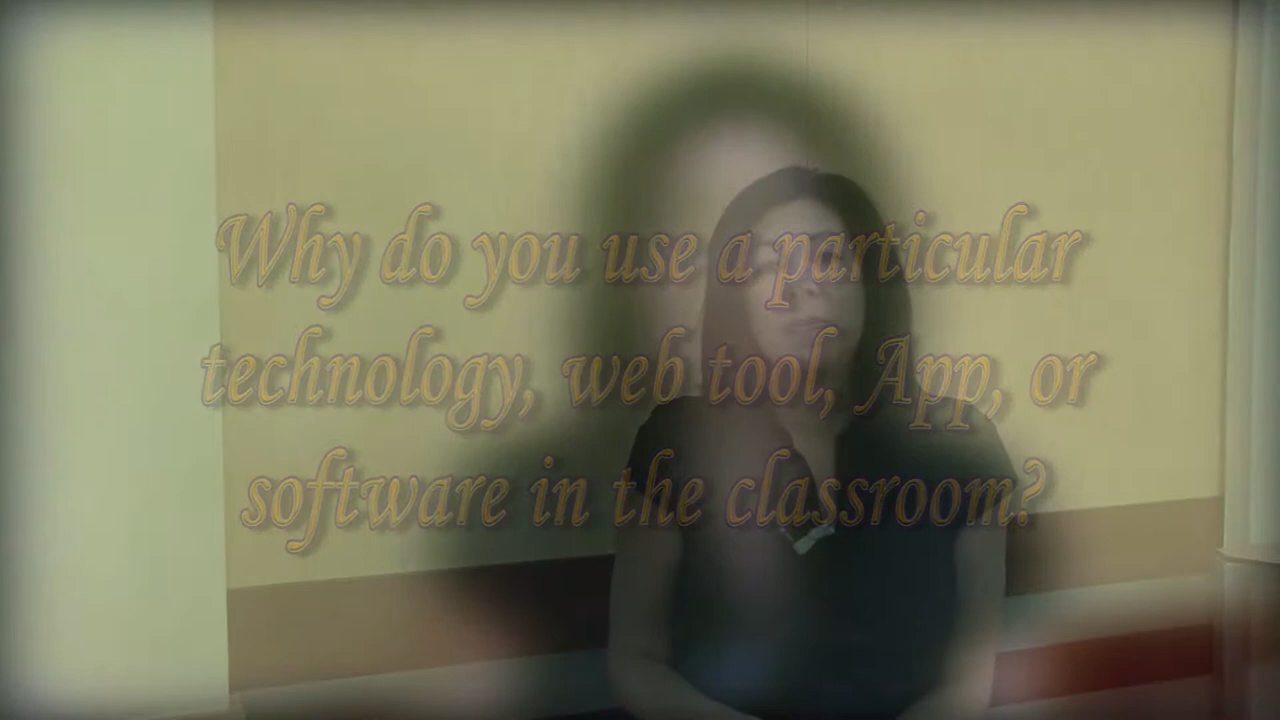 Why do you use a particular
technology, web tool, App, or
software in the classroom?